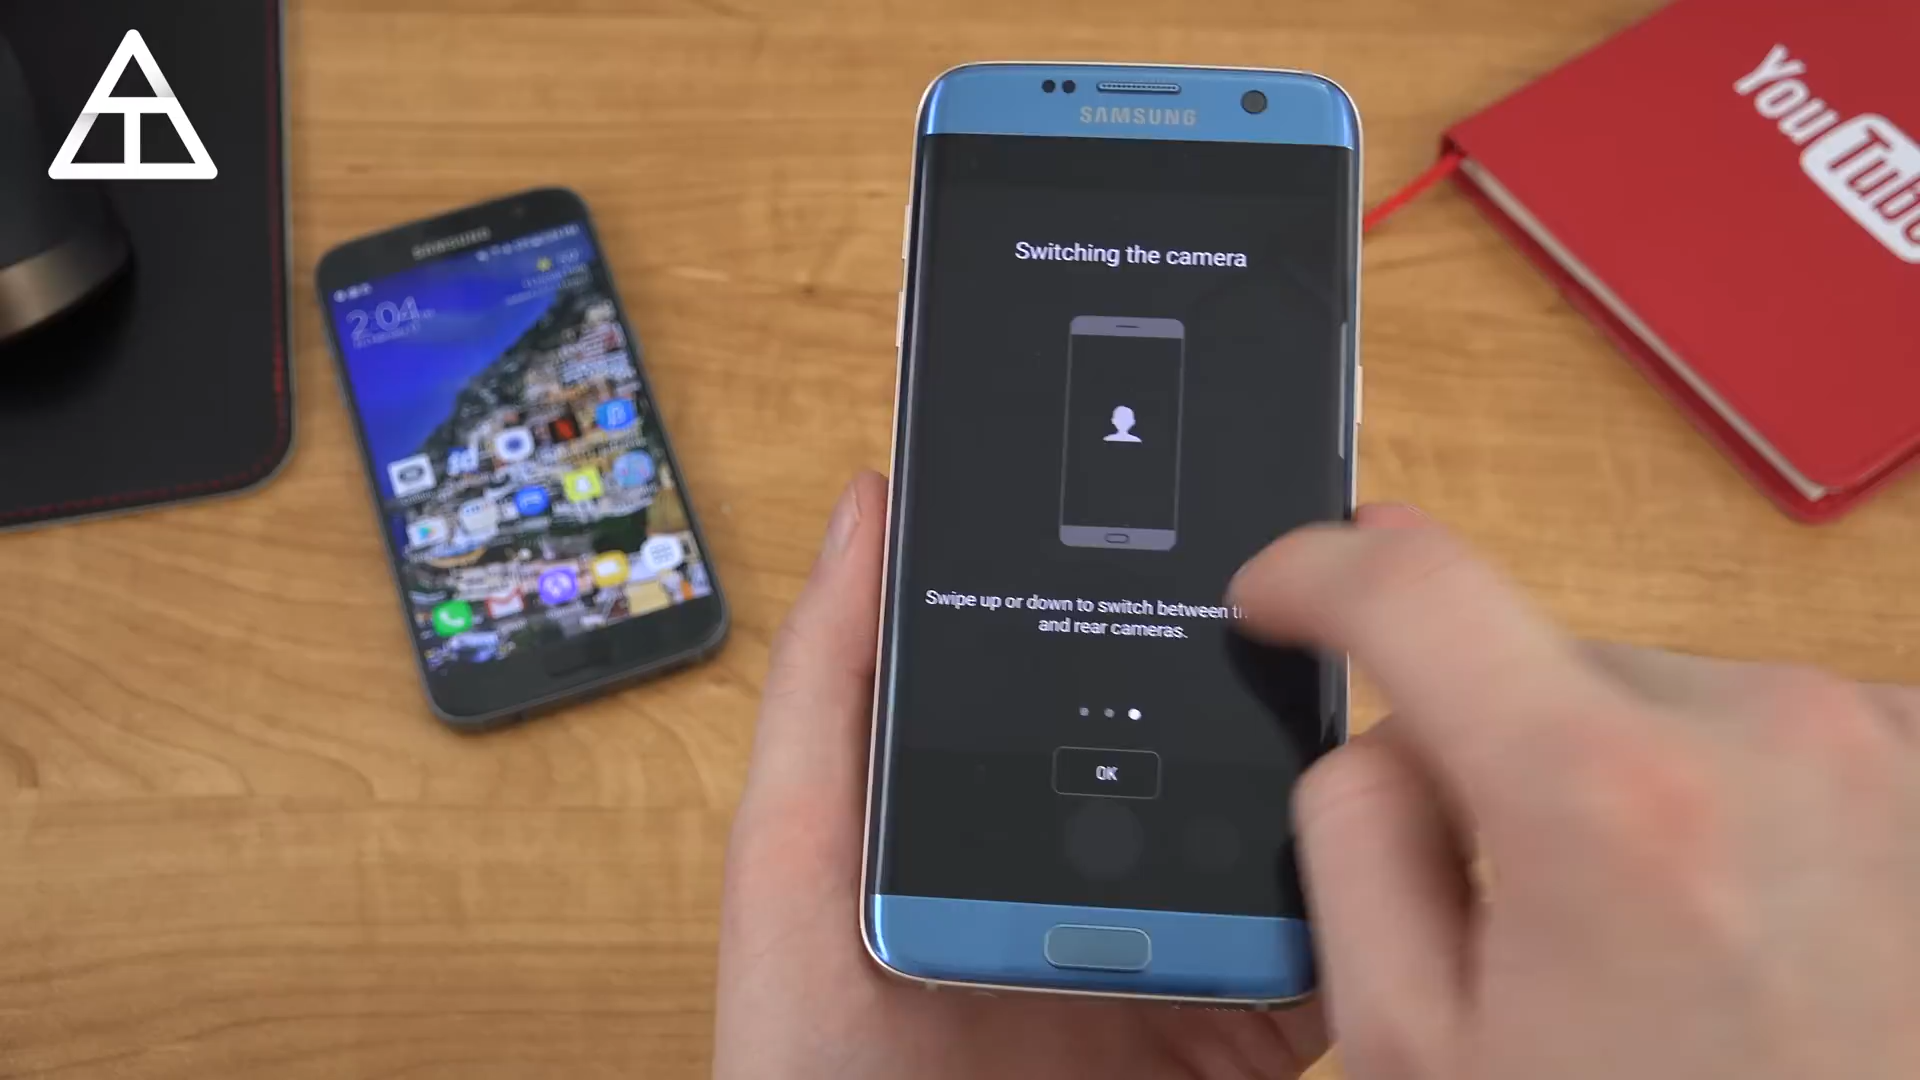 SAMSUNG
Switching the camera
Swipe up or down to switch between
and rear cameras.
OK
SAMSUNG
2:04
You
Tube